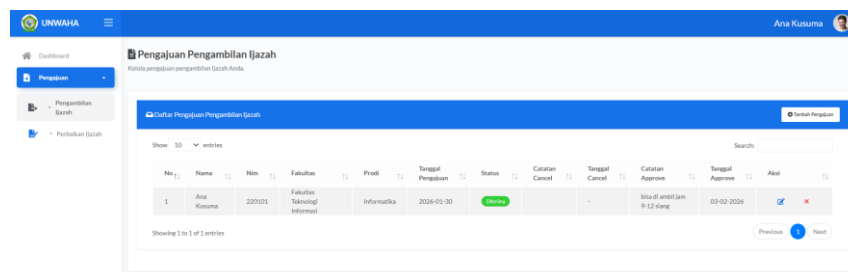 UNWAHA
Ana Kusuma
Dashboard
Pengajuan
Pengambilan
Ijazah
Perbaikan Ijazah
Pengajuan Pengambilan Ijazah
Kelola pengajuan pengambilan Ijazah Anda.
Daftar Pengajuan Pengambilan Ijazah
Tambah Pengajuan
Show 10 entries
Search:
No Nama Nim Fakultas Prodi Tanggal Pengajuan Status Catatan Cancel Tanggal Cancel Catatan Approve Tanggal Approve Aksi
1 Ana Kusuma 220101 Fakultas Teknologi Informasi Informatika 2026-01-30 Diterima - bisa di ambil jam 9-12 siang 03-02-2026
Showing 1 to 1 of 1 entries
Previous 1 Next